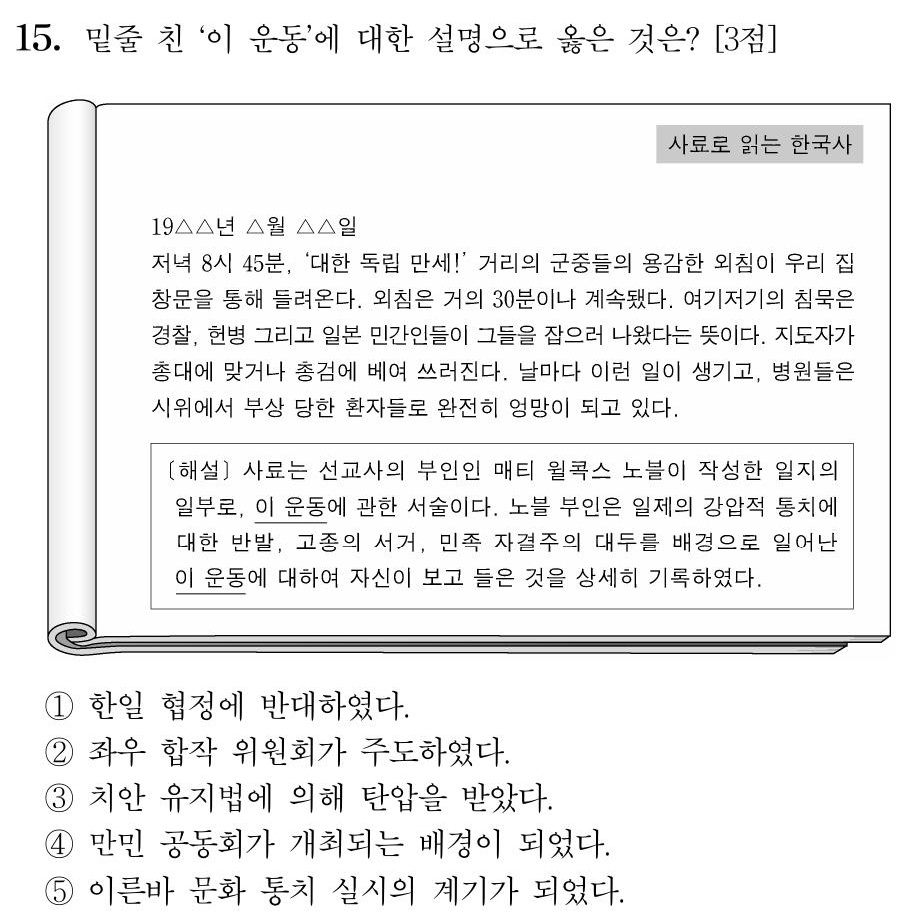 15. 밑줄 친 ‘이 운동’에 대한 설명으로 옳은 것은? [3점]
사료로 읽는 한국사
19△△년 △월 △△일
저녁 8시 45분, ‘대한 독립 만세!’ 거리의 군중들의 용감한 외침이 우리 집
창문을 통해 들려온다. 외침은 거의 30분이나 계속됐다. 여기저기의 침묵은
경찰, 헌병 그리고 일본 민간인들이 그들을 잡으러 나왔다는 뜻이다. 지도자가
총대에 맞거나 총검에 베여 쓰러진다. 날마다 이런 일이 생기고, 병원들은
시위에서 부상 당한 환자들로 완전히 엉망이 되고 있다.
〔해설〕 사료는 선교사의 부인인 매티 윌콕스 노블이 작성한 일지의
일부로, 이 운동에 관한 서술이다. 노블 부인은 일제의 강압적 통치에
대한 반발, 고종의 서거, 민족 자결주의 대두를 배경으로 일어난
이 운동에 대하여 자신이 보고 들은 것을 상세히 기록하였다.
① 한일 협정에 반대하였다.
② 좌우 합작 위원회가 주도하였다.
③ 치안 유지법에 의해 탄압을 받았다.
④ 만민 공동회가 개최되는 배경이 되었다.
⑤ 이른바 문화 통치 실시의 계기가 되었다.